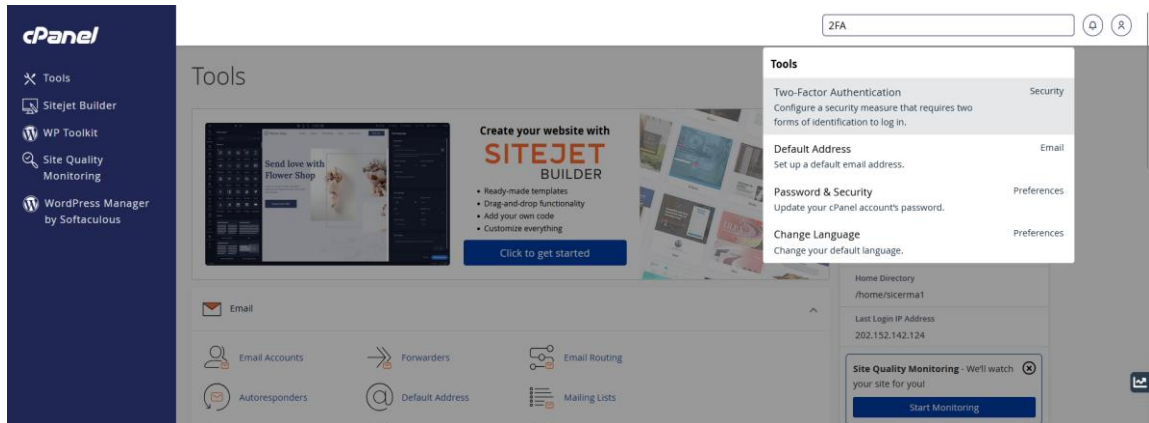 cPanel
2FA
Tools
Sitejet Builder
WP Toolkit
Site Quality
Monitoring
WordPress Manager
by Softaculous
Tools
Send love with
Flower Shop
Create your website with
SITEJET
BUILDER
• Ready-made templates
• Drag-and-drop functionality
• Add your own code
• Customize everything
Click to get started
Tools
Two-Factor Authentication Security
Configure a security measure that requires two
forms of identification to log in.
Default Address Email
Set up a default email address.
Password & Security Preferences
Update your cPanel account's password.
Change Language Preferences
Change your default language.
Email
Email Accounts Forwarders Email Routing
Autoresponders Default Address Mailing Lists
Home Directory
/home/sicerma1
Last Login IP Address
202.152.142.124
Site Quality Monitoring - We'll watch
your site for you!
Start Monitoring